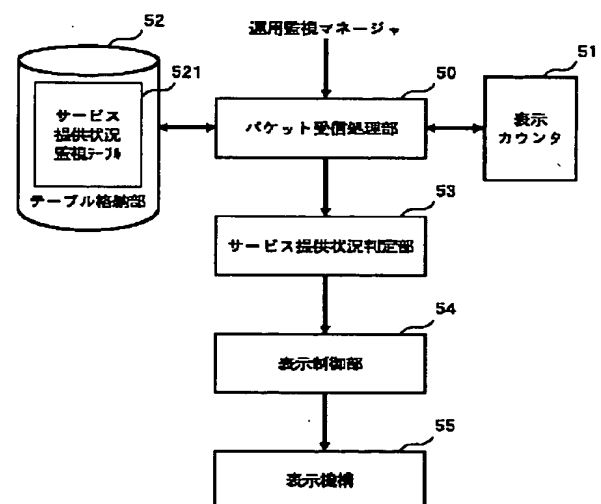 52
運用監視マネージャ
51
521
50
サービス
提供状況
監視テーブル
パケット受信処理部
表示
カウンタ
テーブル格納部
53
サービス提供状況判定部
54
表示制御部
55
表示機構